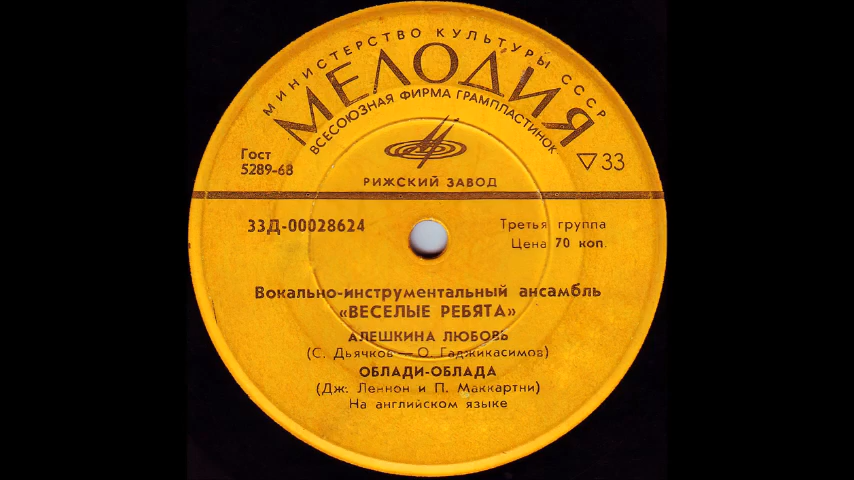 МИНИСТЕРСТВО КУЛЬТУРЫ СССР
МЕЛОДИЯ
ВСЕСОЮЗНАЯ ФИРМА ГРАМПЛАСТИНОК
Гост
5289-68
▽33
РИЖСКИЙ ЗАВОД
33Д-00028624
Третья группа
Цена 70 коп.
Вокально-инструментальный ансамбль
«ВЕСЕЛЫЕ РЕБЯТА»
АЛЕШКИНА ЛЮБОВЬ
(С. Дьячков — О. Гаджикасимов)
ОБЛАДИ-ОБЛАДА
(Дж. Леннон и П. Маккартни)
На английском языке